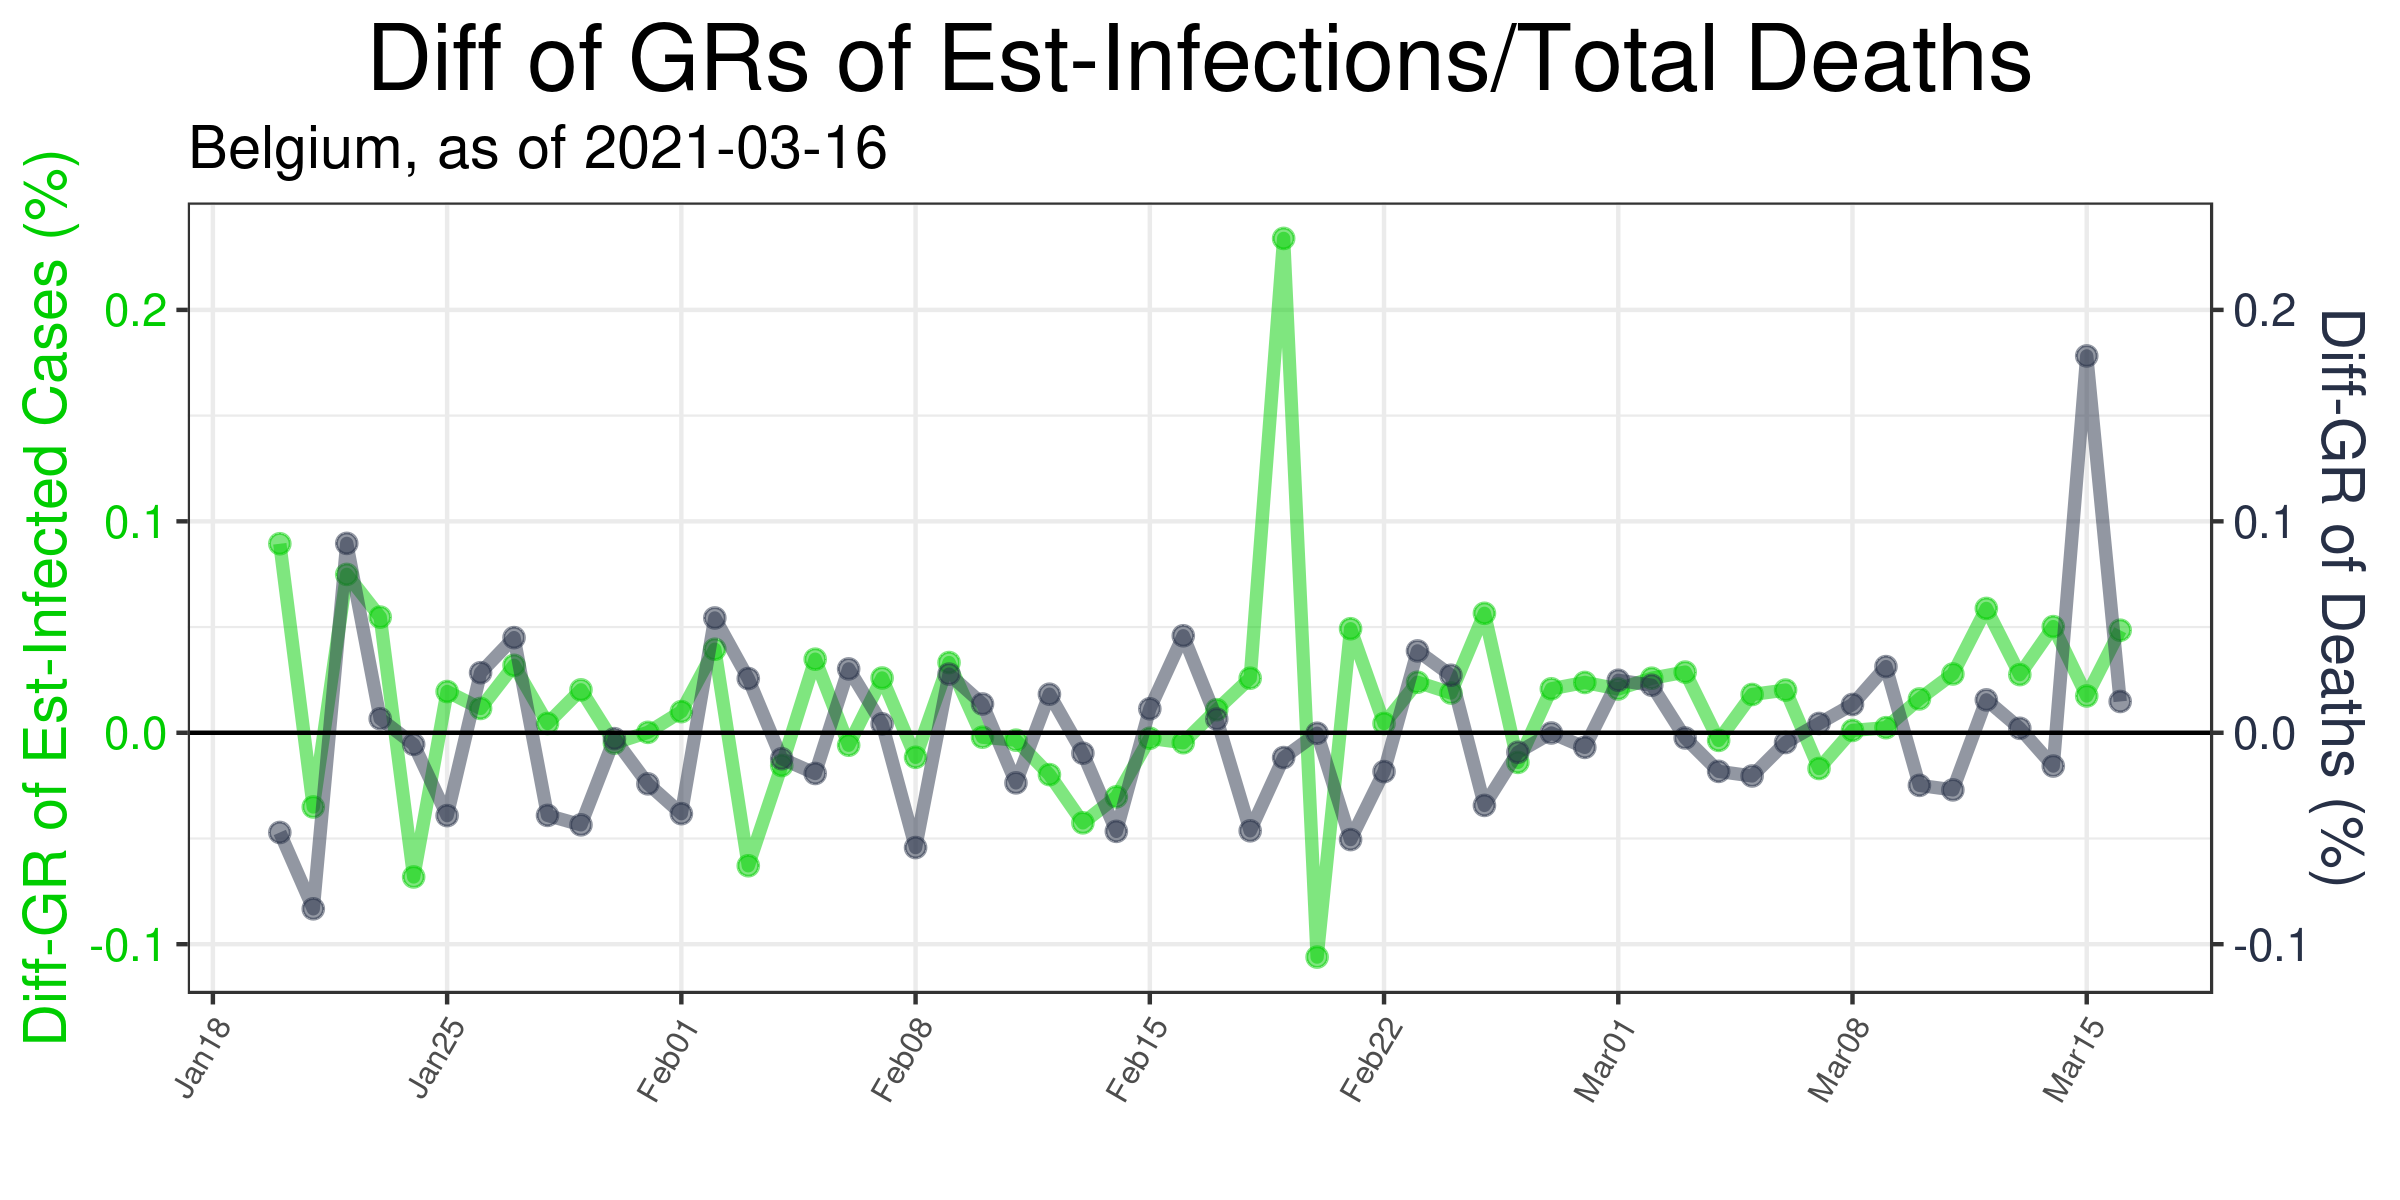 Diff of GRs of Est-Infections/Total Deaths
Belgium, as of 2021-03-16
Diff-GR of Est-Infected Cases (%)
0.2
0.1
0.0
-0.1
0.2
0.1
0.0
-0.1
Diff-GR of Deaths (%)
Jan18
Jan25
Feb01
Feb08
Feb15
Feb22
Mar01
Mar08
Mar15